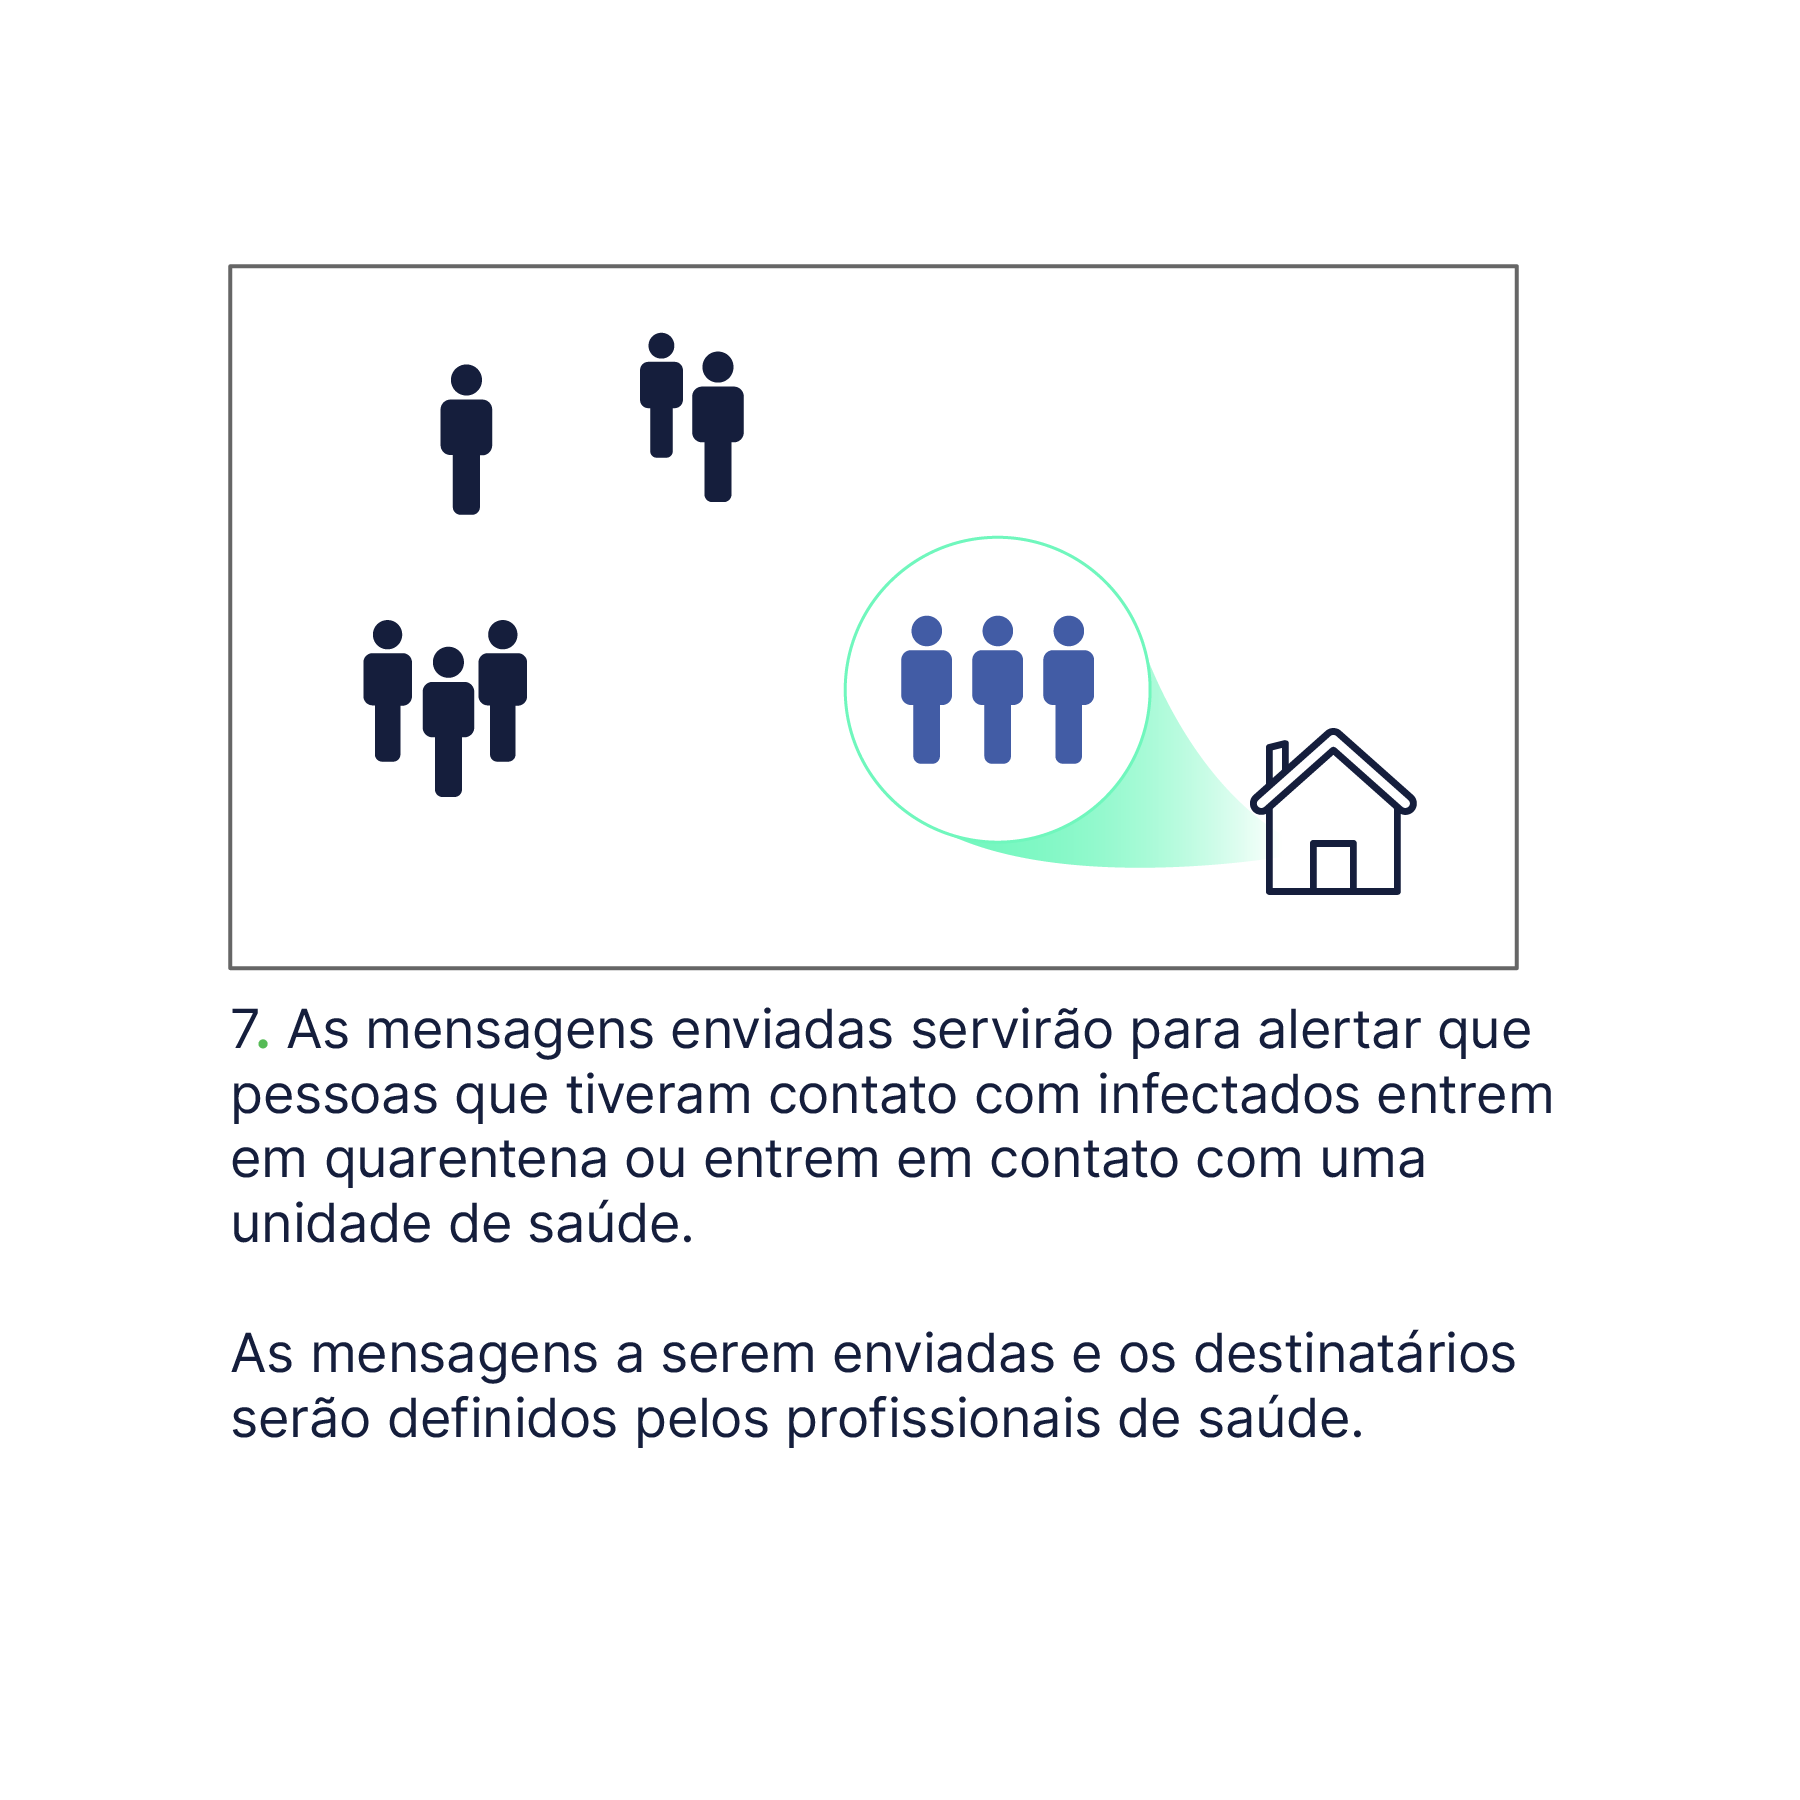 7. As mensagens enviadas servirão para alertar que
pessoas que tiveram contato com infectados entrem
em quarentena ou entrem em contato com uma
unidade de saúde.
As mensagens a serem enviadas e os destinatários
serão definidos pelos profissionais de saúde.